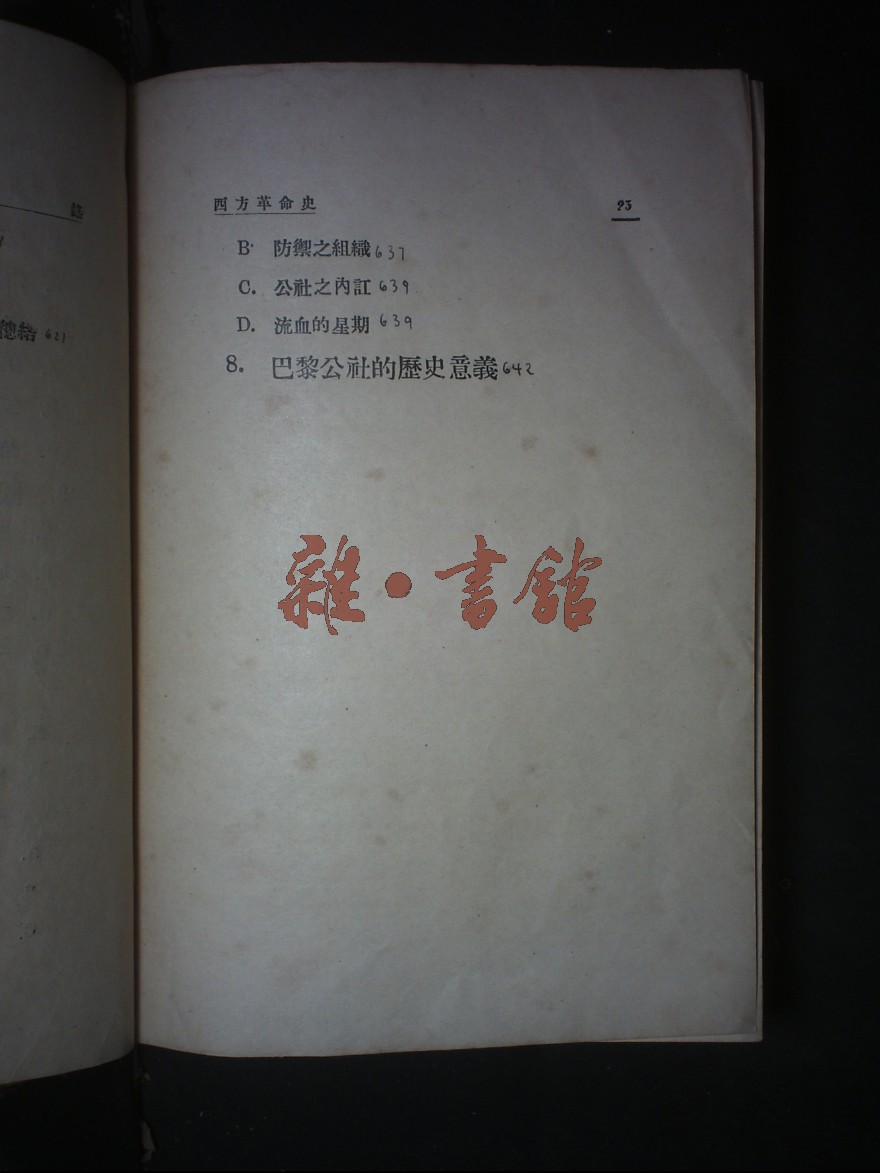 西方革命史 23
B. 防禦之組織 637
C. 公社之內訌 639
D. 流血的星期 639
8. 巴黎公社的歷史意義 642
總結 621
雜·書館